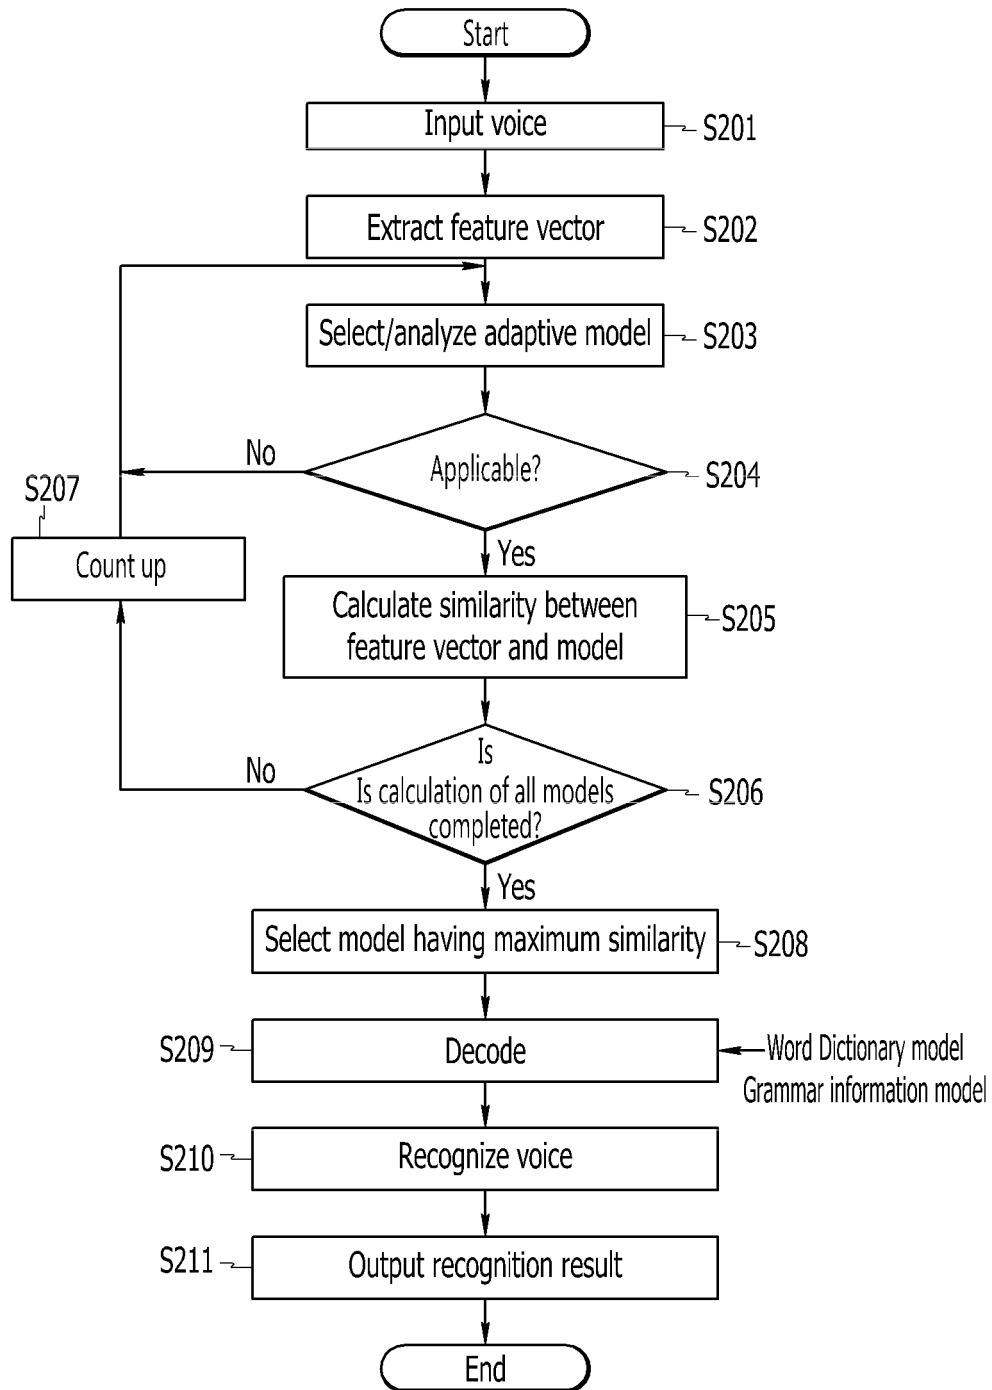 Start
Input voice
S201
Extract feature vector
S202
Select/analyze adaptive model
S203
No
Applicable?
S204
S207
Count up
Yes
Calculate similarity between
feature vector and model
S205
No
Is
Is calculation of all models
completed?
S206
Yes
Select model having maximum similarity
S208
S209
Decode
Word Dictionary model
Grammar information model
S210
Recognize voice
S211
Output recognition result
End